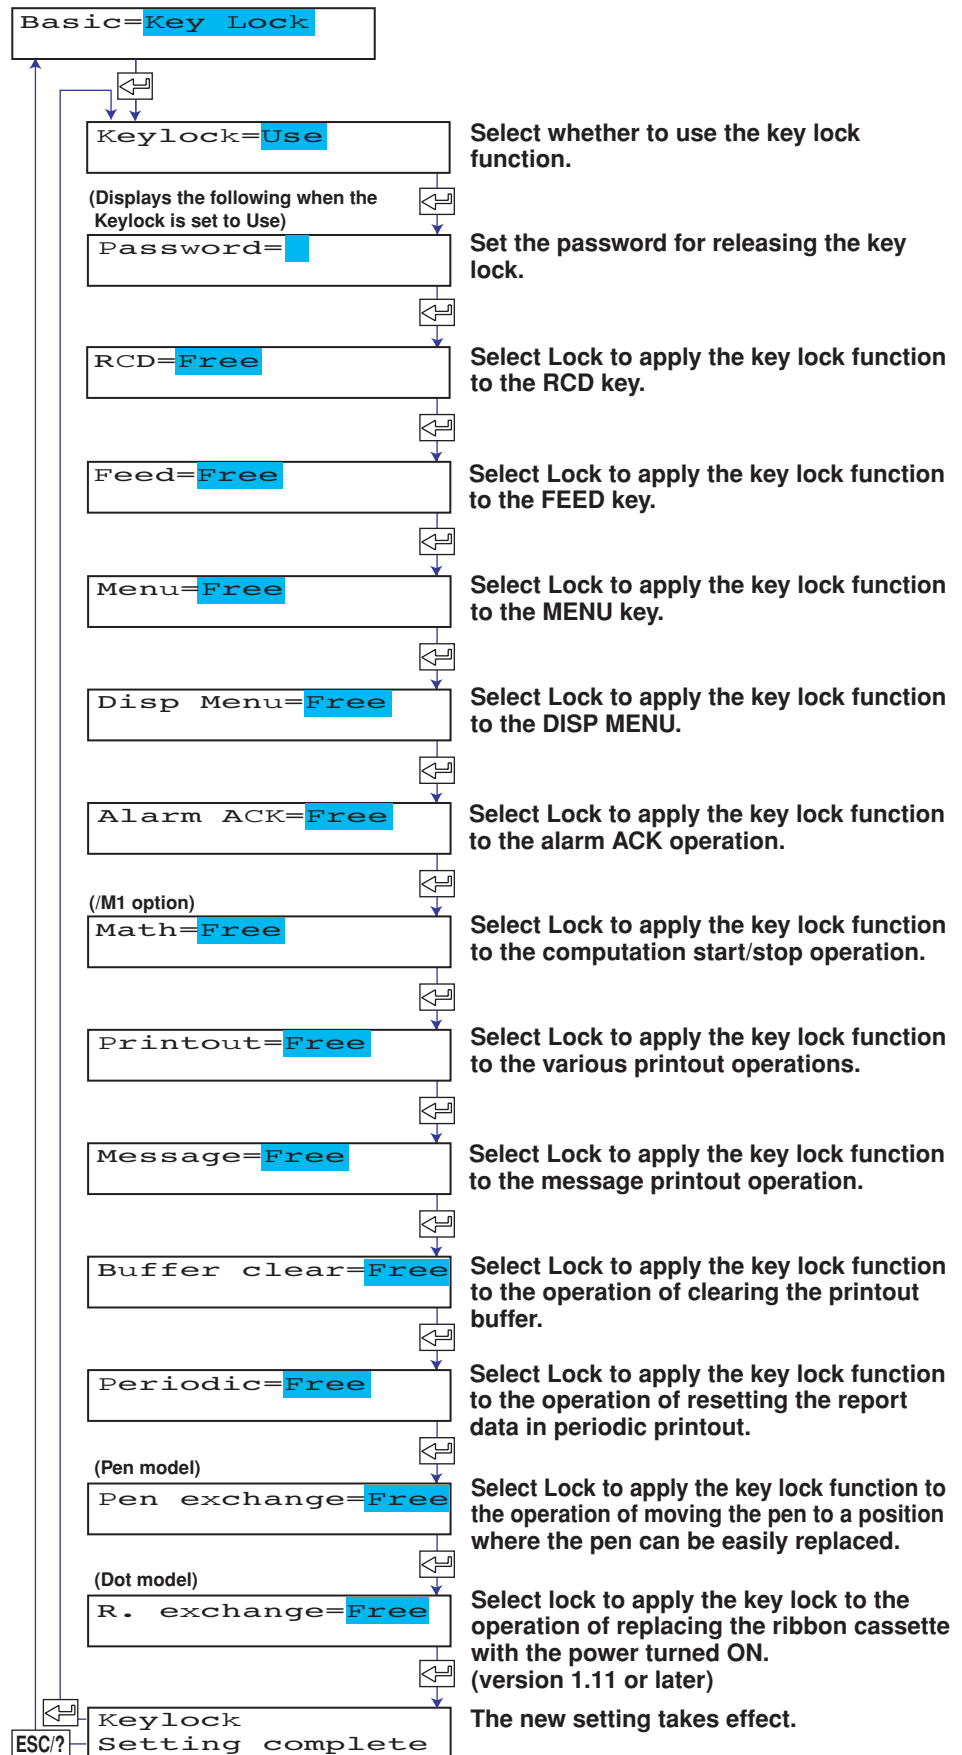 Basic=Key Lock
Keylock=Use
Select whether to use the key lock
function.
(Displays the following when the
Keylock is set to Use)
Password=
Set the password for releasing the key
lock.
RCD=Free
Select Lock to apply the key lock function
to the RCD key.
Feed=Free
Select Lock to apply the key lock function
to the FEED key.
Menu=Free
Select Lock to apply the key lock function
to the MENU key.
Disp Menu=Free
Select Lock to apply the key lock function
to the DISP MENU.
Alarm ACK=Free
Select Lock to apply the key lock function
to the alarm ACK operation.
(/M1 option)
Math=Free
Select Lock to apply the key lock function
to the computation start/stop operation.
Printout=Free
Select Lock to apply the key lock function
to the various printout operations.
Message=Free
Select Lock to apply the key lock function
to the message printout operation.
Buffer clear=Free
Select Lock to apply the key lock function
to the operation of clearing the printout
buffer.
Periodic=Free
Select Lock to apply the key lock function
to the operation of resetting the report
data in periodic printout.
(Pen model)
Pen exchange=Free
Select Lock to apply the key lock function to
the operation of moving the pen to a position
where the pen can be easily replaced.
(Dot model)
R. exchange=Free
Select lock to apply the key lock to the
operation of replacing the ribbon cassette
with the power turned ON.
(version 1.11 or later)
Keylock
Setting complete
The new setting takes effect.
ESC/?